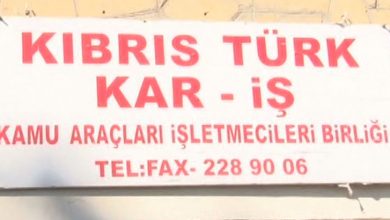 KIBRIS TÜRK
KAR - İŞ
KAMU ARAÇLARI İŞLETMECİLERİ BİRLİĞİ
TEL:FAX- 228 90 06